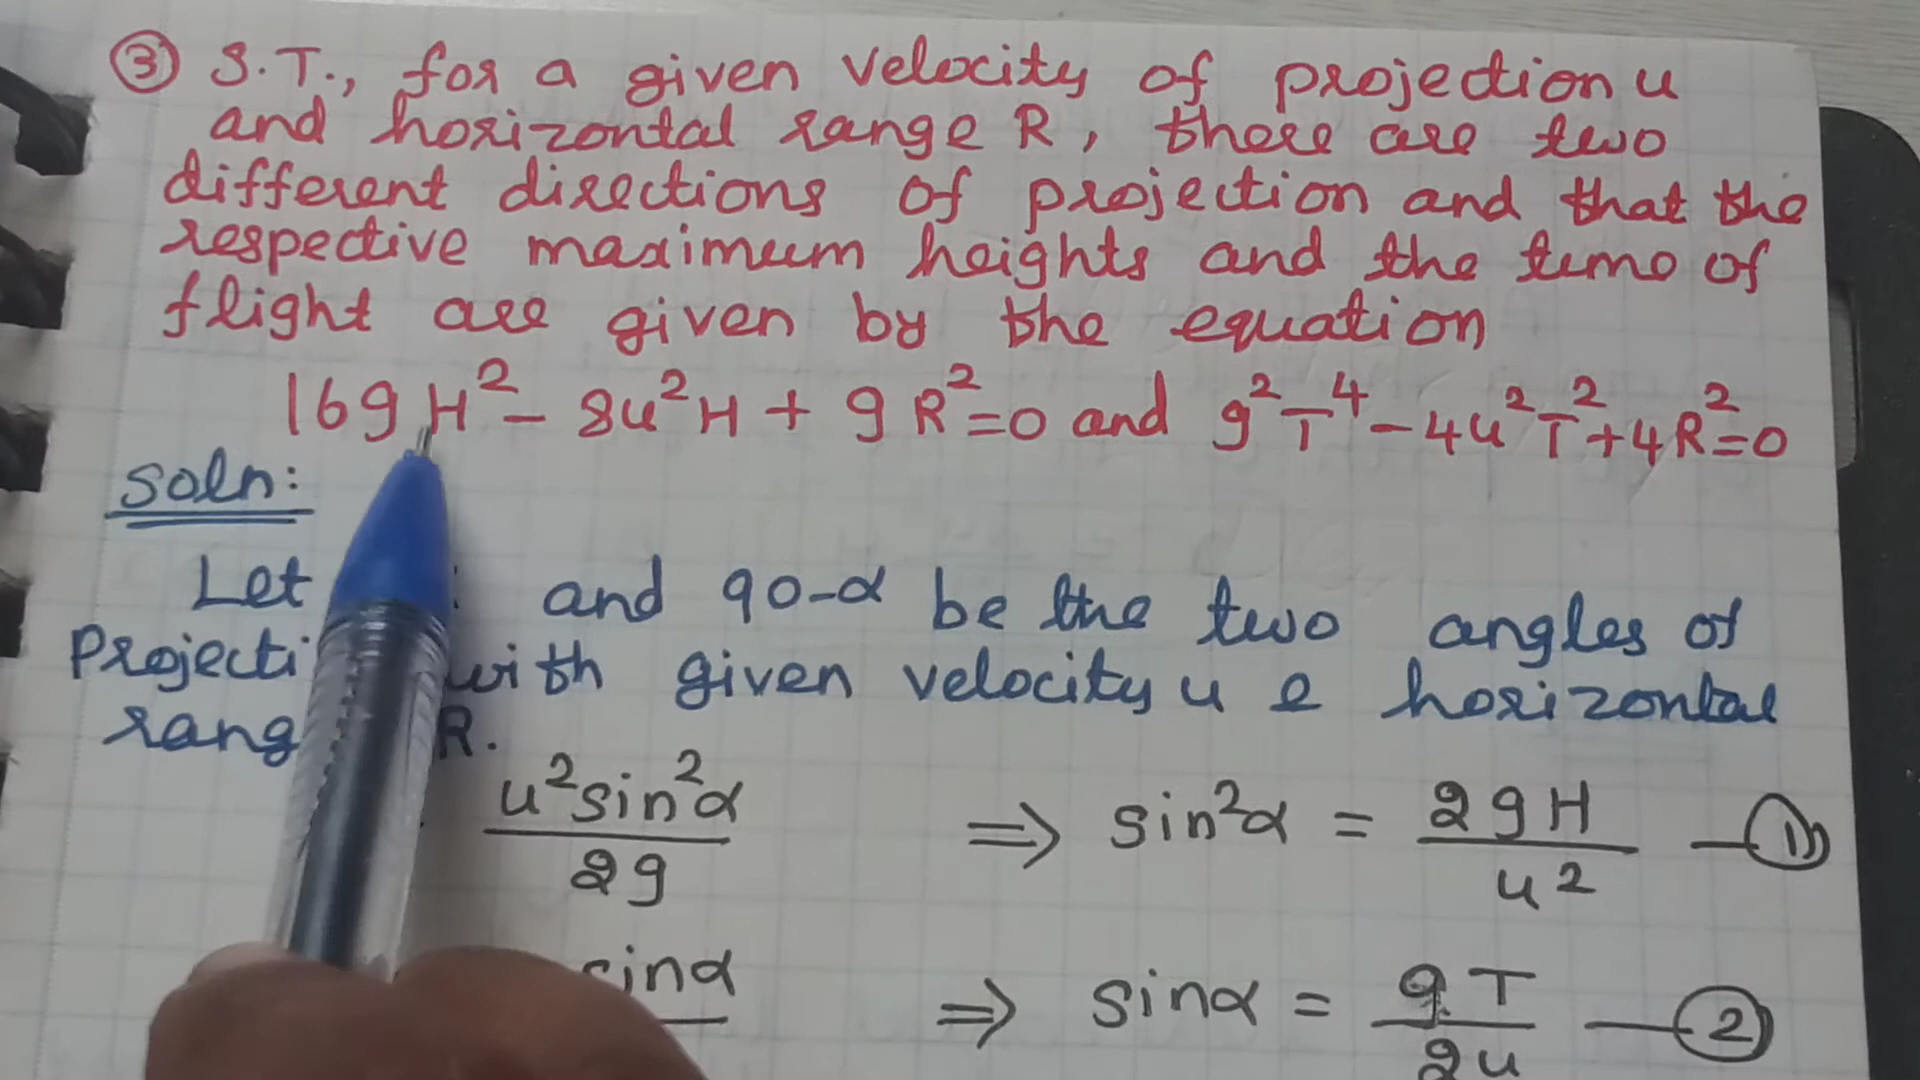 ③ S.T., for a given velocity of projection u
and horizontal range R, there are two
different directions of projection and that the
respective maximum heights and the time of
flight are given by the equation
16gH² - 8u²H + gR² = 0 and g²T⁴ - 4u²T² + 4R² = 0
Soln:
Let and 90-α be the two angles of
Projecti with given velocity u & horizontal
rang R.
u²sin²α / 2g ⇒ sin²α = 2gH / u² —①
sinα ⇒ sinα = gT / 2u —②